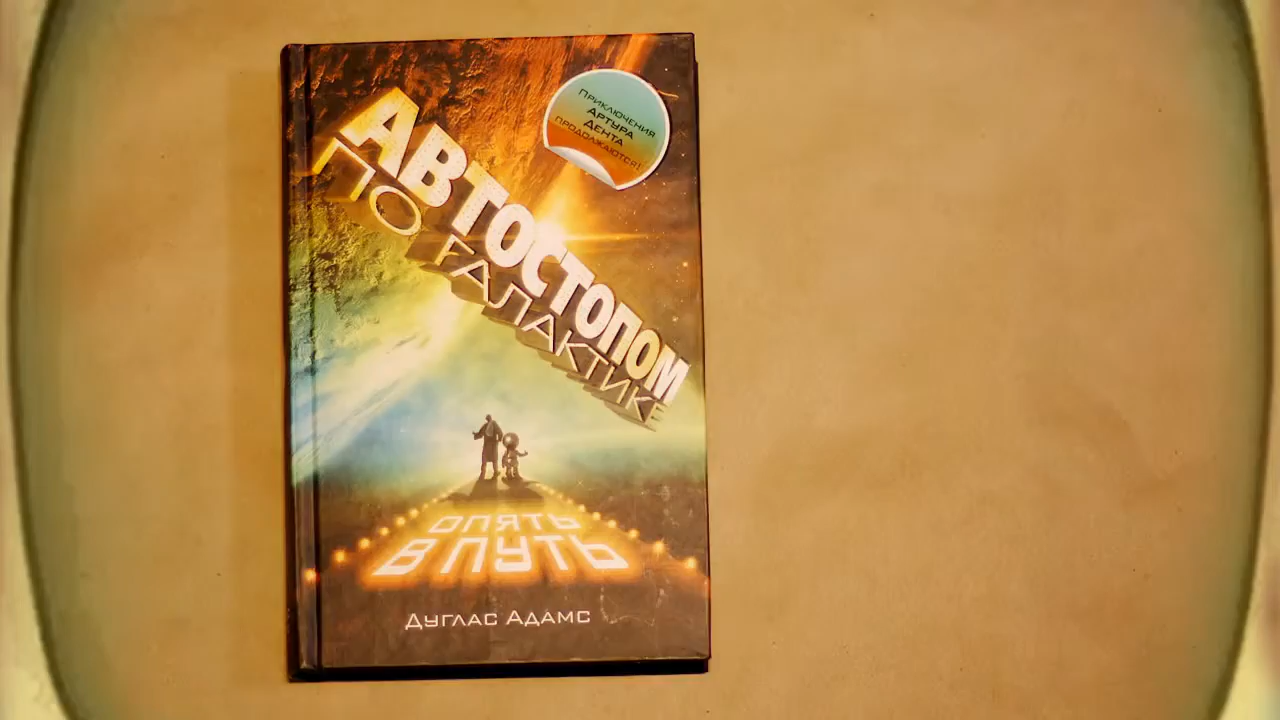 Приключения
Артура
Дента
продолжаются!
АВТОСТОПОМ
ПО ГАЛАКТИКЕ
ОПЯТЬ
В ПУТЬ
Дуглас Адамс